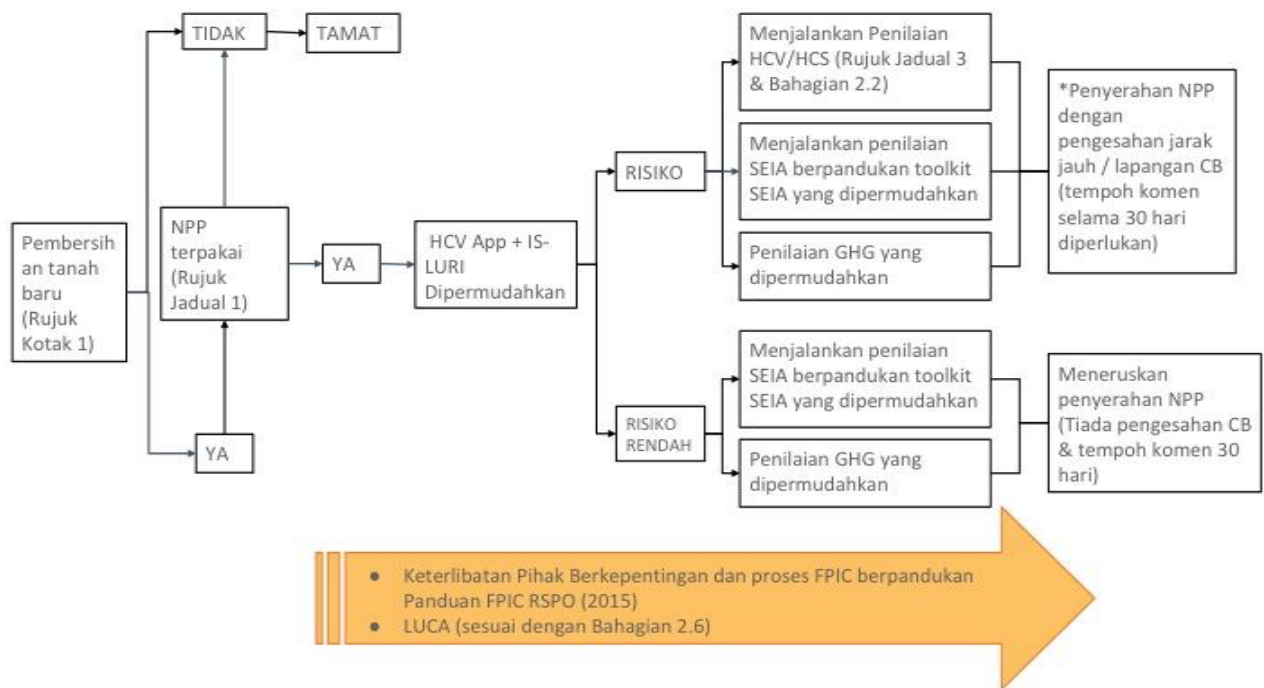 Pembersih
an tanah
baru
(Rujuk
Kotak 1)
TIDAK
TAMAT
NPP
terpakai
(Rujuk
Jadual 1)
YA
YA
HCV App + IS-
LURI
Dipermudahkan
RISIKO
Menjalankan Penilaian
HCV/HCS (Rujuk Jadual 3
& Bahagian 2.2)
Menjalankan penilaian
SEIA berpandukan toolkit
SEIA yang dipermudahkan
Penilaian GHG yang
dipermudahkan
*Penyerahan NPP
dengan
pengesahan jarak
jauh / lapangan CB
(tempoh komen
selama 30 hari
diperlukan)
RISIKO
RENDAH
Menjalankan penilaian
SEIA berpandukan toolkit
SEIA yang dipermudahkan
Penilaian GHG yang
dipermudahkan
Meneruskan
penyerahan NPP
(Tiada pengesahan CB
& tempoh komen 30
hari)
● Keterlibatan Pihak Berkepentingan dan proses FPIC berpandukan
Panduan FPIC RSPO (2015)
● LUCA (sesuai dengan Bahagian 2.6)